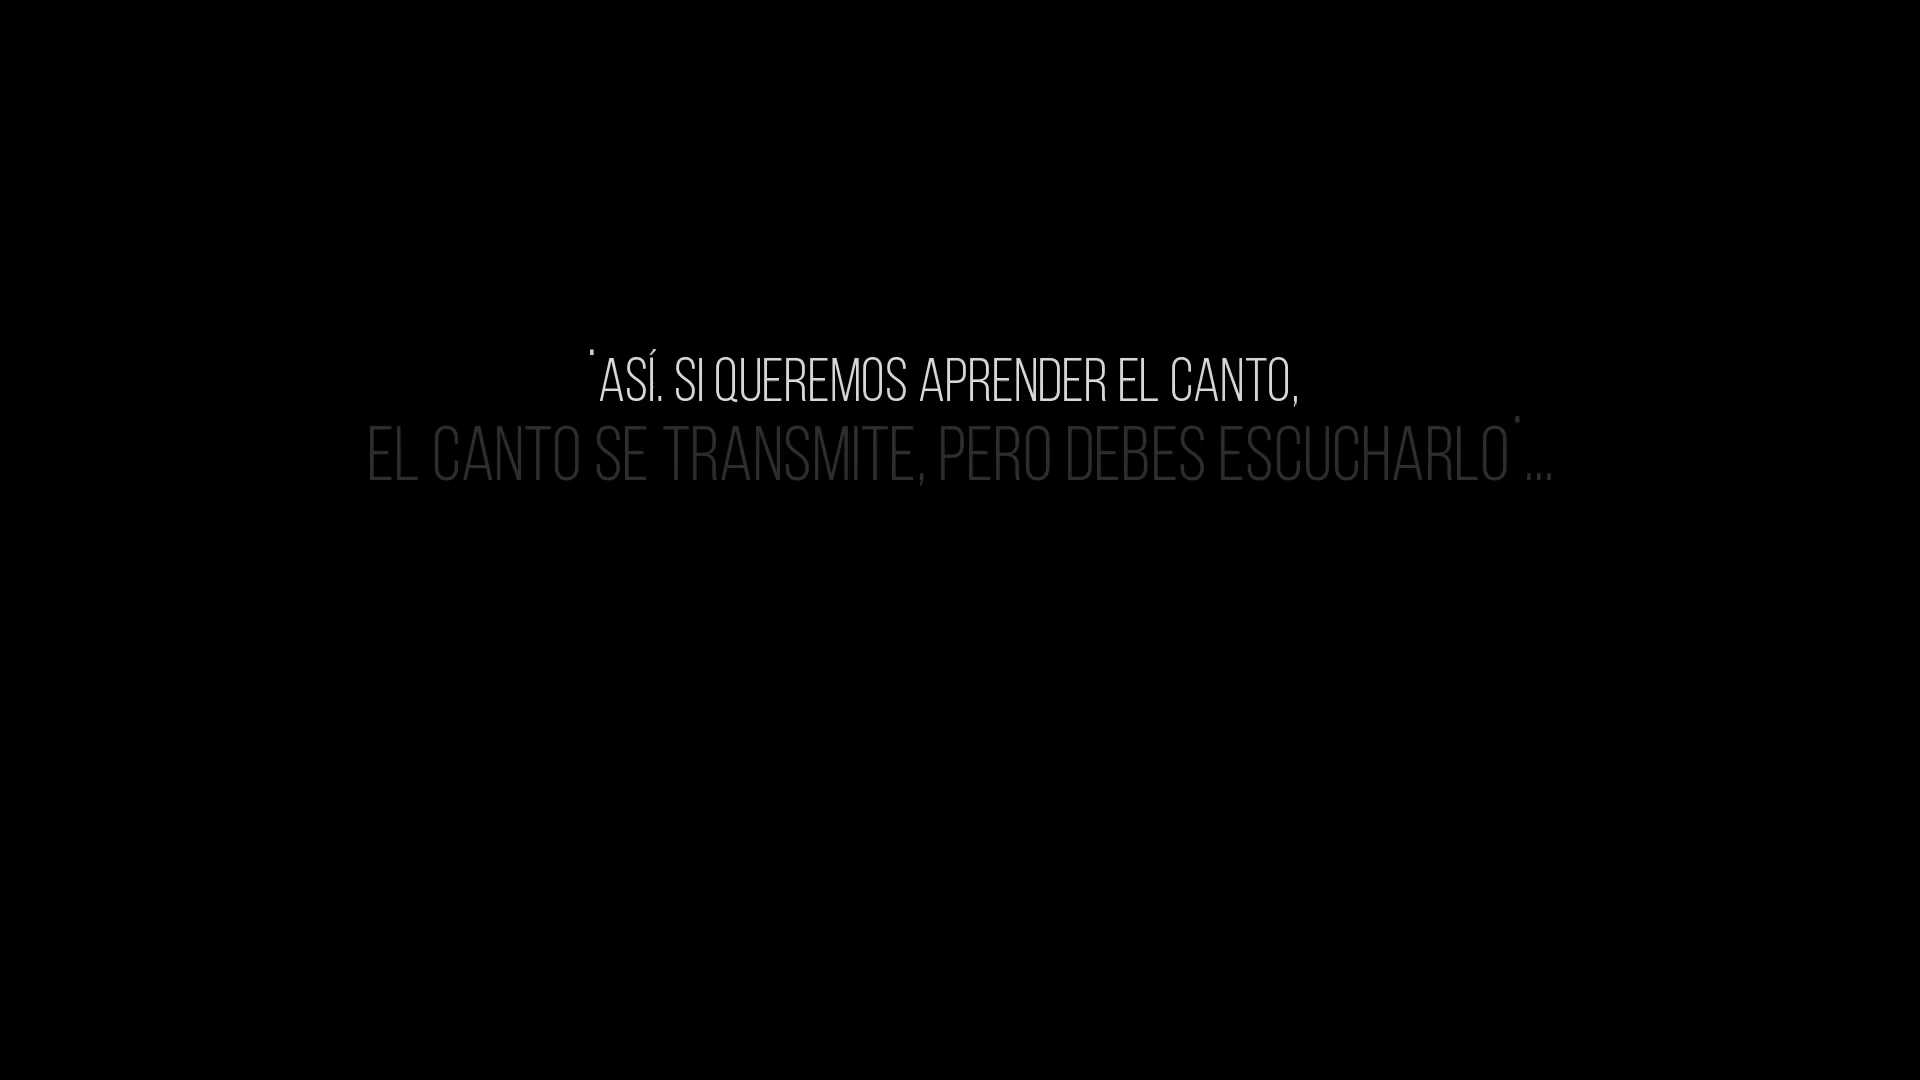 'ASÍ. SI QUEREMOS APRENDER EL CANTO,
EL CANTO SE TRANSMITE, PERO DEBES ESCUCHARLO'...